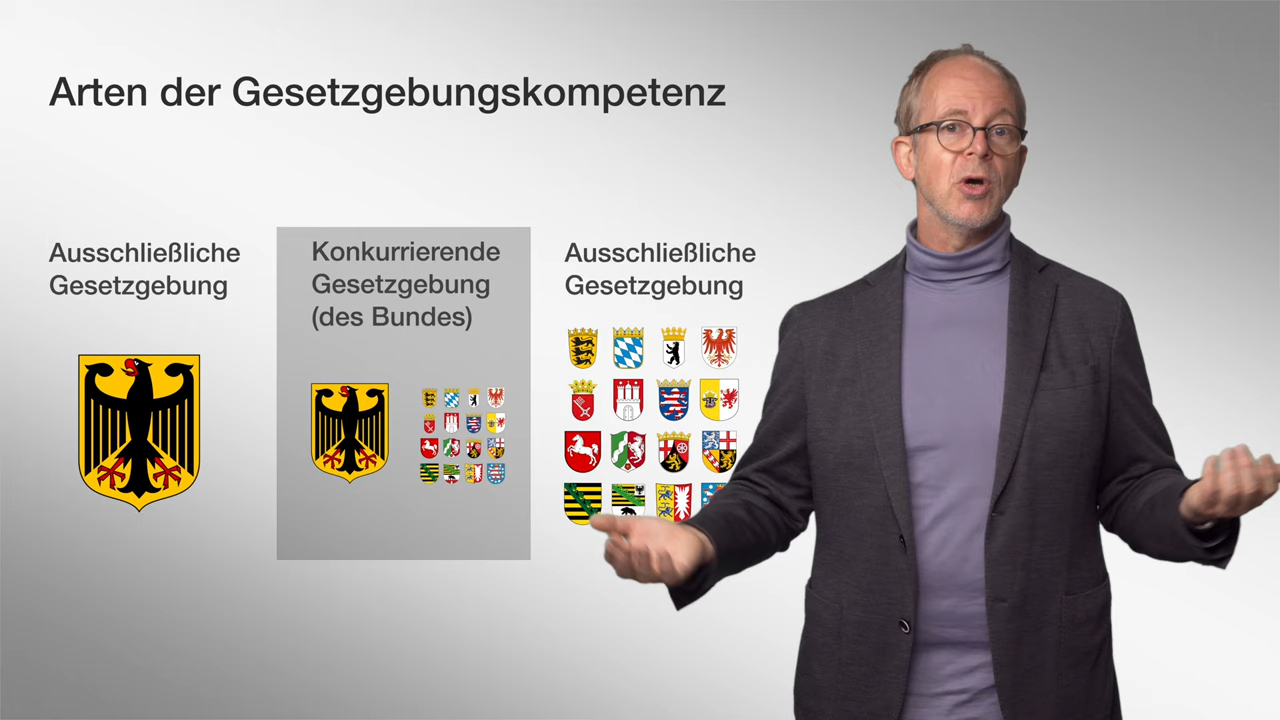 Arten der Gesetzgebungskompetenz
Ausschließliche
Gesetzgebung
Konkurrierende
Gesetzgebung
(des Bundes)
Ausschließliche
Gesetzgebung